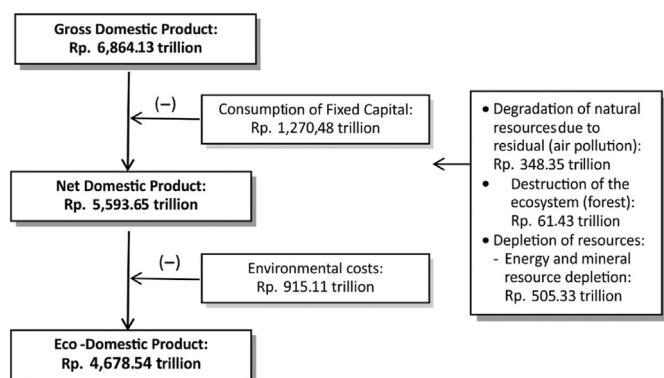 Gross Domestic Product:
Rp. 6,864.13 trillion
(−)
Consumption of Fixed Capital:
Rp. 1,270,48 trillion
Net Domestic Product:
Rp. 5,593.65 trillion
(−)
Environmental costs:
Rp. 915.11 trillion
Eco -Domestic Product:
Rp. 4,678.54 trillion
• Degradation of natural
resources due to
residual (air pollution):
Rp. 348.35 trillion
• Destruction of the
ecosystem (forest):
Rp. 61.43 trillion
• Depletion of resources:
- Energy and mineral
resource depletion:
Rp. 505.33 trillion